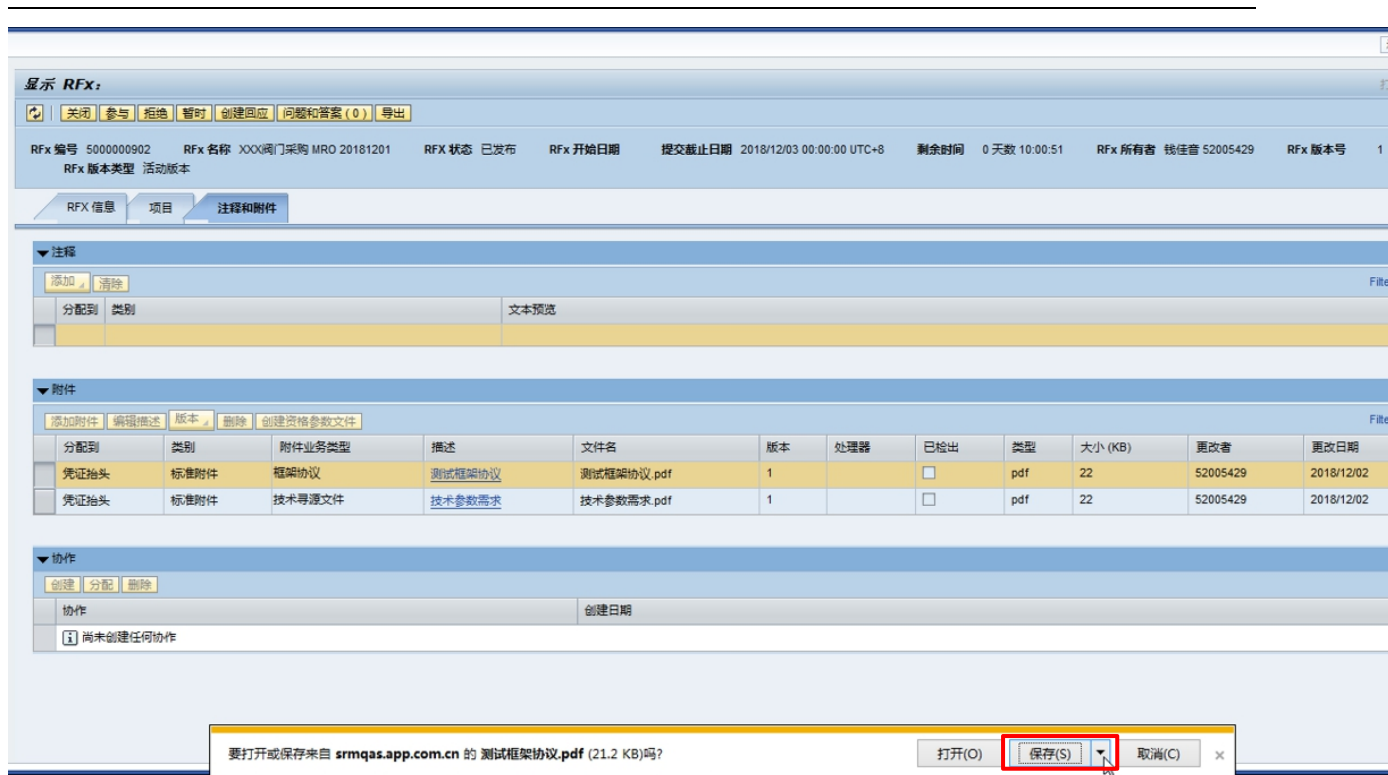 显示 RFx:
关闭 参与 拒绝 暂时 创建回应 问题和答案 ( 0 ) 导出
RFx 编号 5000000902 RFx 名称 XXX阀门采购 MRO 20181201 RFX 状态 已发布 RFx 开始日期 提交截止日期 2018/12/03 00:00:00 UTC+8 剩余时间 0 天数 10:00:51 RFx 所有者 钱佳音 52005429 RFx 版本号 1
RFx 版本类型 活动版本
RFX 信息 项目 注释和附件
注释
添加 清除
分配到 类别 文本预览
附件
添加附件 编辑描述 版本 删除 创建资格参数文件
分配到 类别 附件业务类型 描述 文件名 版本 处理器 已检出 类型 大小 (KB) 更改者 更改日期
凭证抬头 标准附件 框架协议 测试框架协议 测试框架协议.pdf 1 pdf 22 52005429 2018/12/02
凭证抬头 标准附件 技术寻源文件 技术参数需求 技术参数需求.pdf 1 pdf 22 52005429 2018/12/02
协作
创建 分配 删除
协作 创建日期
尚未创建任何协作
要打开或保存来自 srmqas.app.com.cn 的 测试框架协议.pdf (21.2 KB)吗? 打开(O) 保存(S) 取消(C) ×